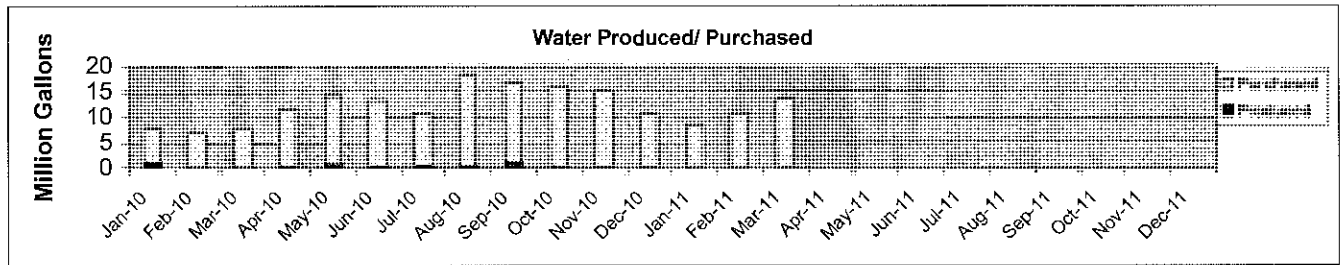 Water Produced/ Purchased
Million Gallons
20
15
10
5
0
Jan-10
Feb-10
Mar-10
Apr-10
May-10
Jun-10
Jul-10
Aug-10
Sep-10
Oct-10
Nov-10
Dec-10
Jan-11
Feb-11
Mar-11
Apr-11
May-11
Jun-11
Jul-11
Aug-11
Sep-11
Oct-11
Nov-11
Dec-11